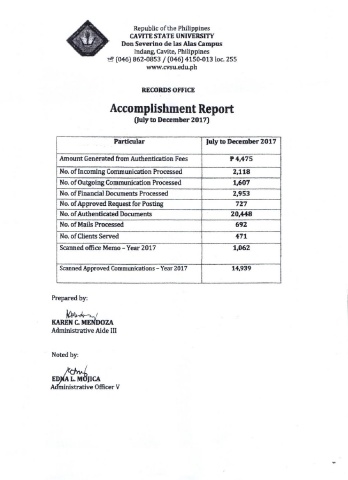 Republic of the Philippines
CAVITE STATE UNIVERSITY
Don Severino de las Alas Campus
Indang, Cavite, Philippines
☏ (046) 862-0853 / (046) 4150-013 loc. 255
www.cvsu.edu.ph
RECORDS OFFICE
Accomplishment Report
(July to December 2017)
Particular July to December 2017
Amount Generated from Authentication Fees ₱ 4,475
No. of Incoming Communication Processed 2,118
No. of Outgoing Communication Processed 1,607
No. of Financial Documents Processed 2,953
No. of Approved Request for Posting 727
No. of Authenticated Documents 20,448
No. of Mails Processed 692
No. of Clients Served 471
Scanned office Memo – Year 2017 1,062
Scanned Approved Communications – Year 2017 14,939
Prepared by:
KAREN C. MENDOZA
Administrative Aide III
Noted by:
EDNA L. MOJICA
Administrative Officer V